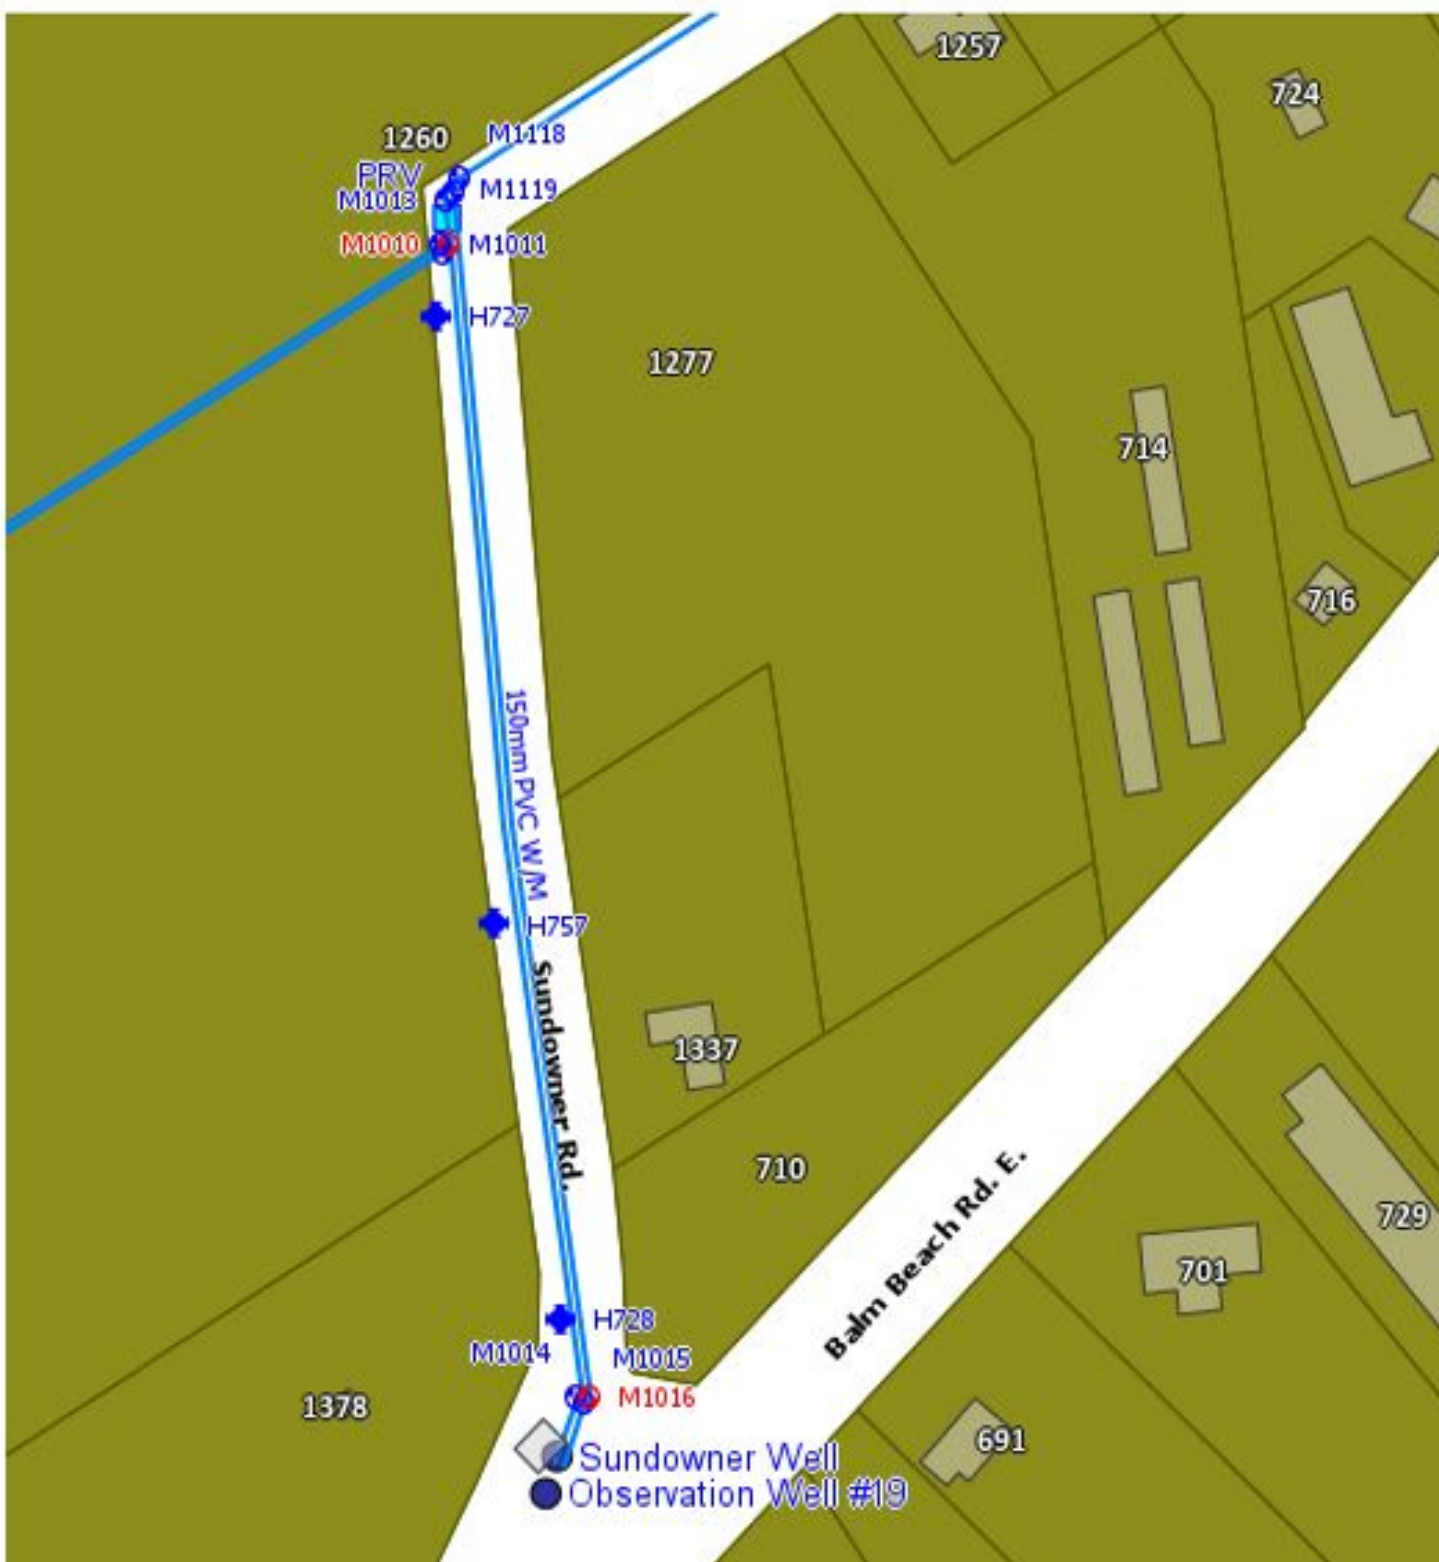 1257
724
1260
M1118
PRV
M1119
M1013
M1010
M1011
H727
1277
714
716
150mm PVC W/M
H757
Sundowner Rd.
1337
710
Balm Beach Rd. E.
729
701
H728
M1014
M1015
M1016
1378
691
Sundowner Well
Observation Well #19